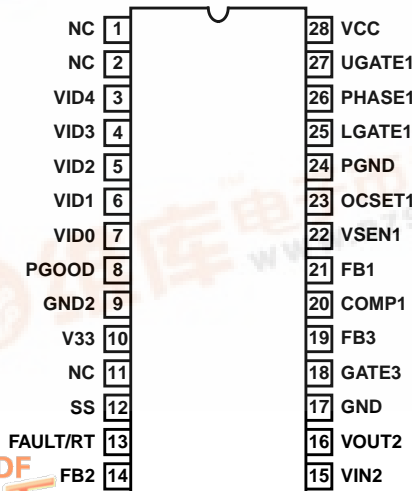 NC 1 28 VCC
NC 2 27 UGATE1
VID4 3 26 PHASE1
VID3 4 25 LGATE1
VID2 5 24 PGND
VID1 6 23 OCSET1
VID0 7 22 VSEN1
PGOOD 8 21 FB1
GND2 9 20 COMP1
V33 10 19 FB3
NC 11 18 GATE3
SS 12 17 GND
FAULT/RT 13 16 VOUT2
DF FB2 14 15 VIN2